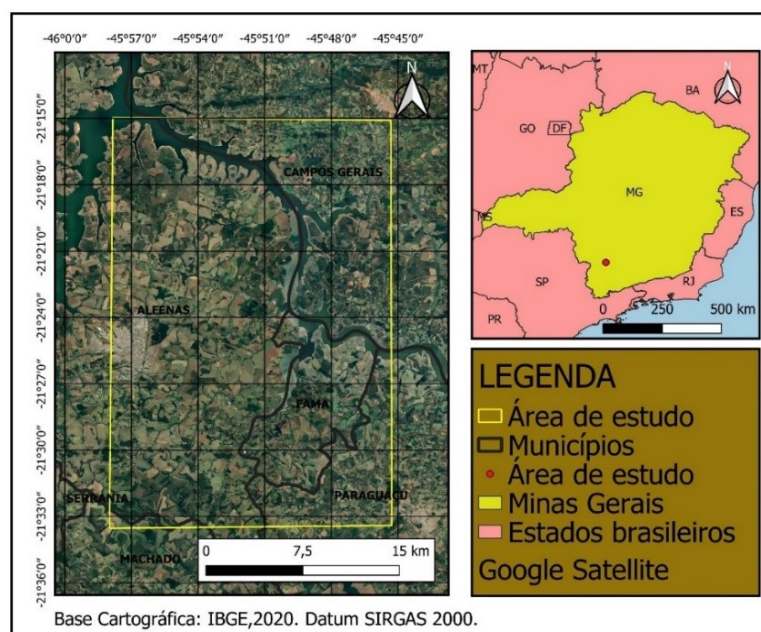 -46°0'0" -45°57'0" -45°54'0" -45°51'0" -45°48'0" -45°45'0"
-21°15'0"
-21°18'0"
-21°21'0"
-21°24'0"
-21°27'0"
-21°30'0"
-21°33'0"
-21°36'0"
N
CAMPOS GERAIS
ALFENAS
FAMA
PARAGUAÇU
SERRANIA
MACHADO
0 7,5 15 km
N
MT
BA
GO
DF
MG
MS
ES
SP
RJ
PR
0 250 500 km
LEGENDA
Área de estudo
Municípios
Área de estudo
Minas Gerais
Estados brasileiros
Google Satellite
Base Cartográfica: IBGE,2020. Datum SIRGAS 2000.